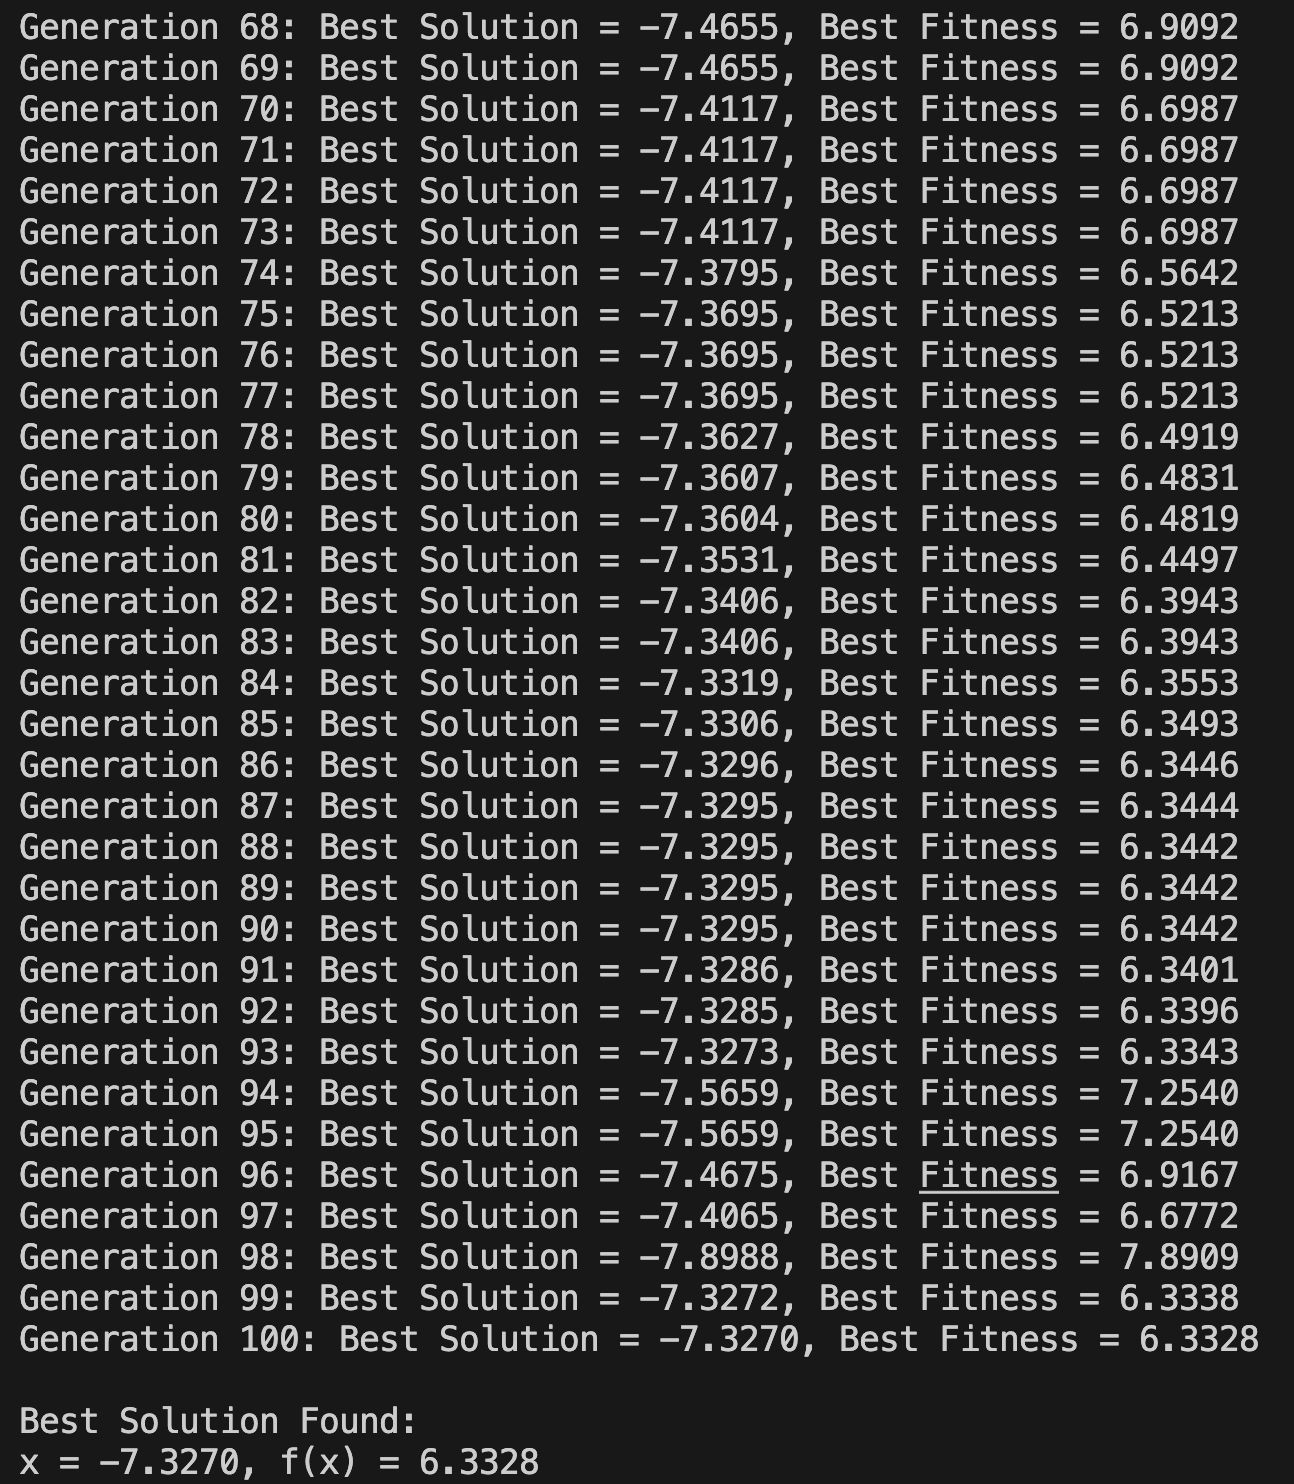 Generation 68: Best Solution = -7.4655, Best Fitness = 6.9092
Generation 69: Best Solution = -7.4655, Best Fitness = 6.9092
Generation 70: Best Solution = -7.4117, Best Fitness = 6.6987
Generation 71: Best Solution = -7.4117, Best Fitness = 6.6987
Generation 72: Best Solution = -7.4117, Best Fitness = 6.6987
Generation 73: Best Solution = -7.4117, Best Fitness = 6.6987
Generation 74: Best Solution = -7.3795, Best Fitness = 6.5642
Generation 75: Best Solution = -7.3695, Best Fitness = 6.5213
Generation 76: Best Solution = -7.3695, Best Fitness = 6.5213
Generation 77: Best Solution = -7.3695, Best Fitness = 6.5213
Generation 78: Best Solution = -7.3627, Best Fitness = 6.4919
Generation 79: Best Solution = -7.3607, Best Fitness = 6.4831
Generation 80: Best Solution = -7.3604, Best Fitness = 6.4819
Generation 81: Best Solution = -7.3531, Best Fitness = 6.4497
Generation 82: Best Solution = -7.3406, Best Fitness = 6.3943
Generation 83: Best Solution = -7.3406, Best Fitness = 6.3943
Generation 84: Best Solution = -7.3319, Best Fitness = 6.3553
Generation 85: Best Solution = -7.3306, Best Fitness = 6.3493
Generation 86: Best Solution = -7.3296, Best Fitness = 6.3446
Generation 87: Best Solution = -7.3295, Best Fitness = 6.3444
Generation 88: Best Solution = -7.3295, Best Fitness = 6.3442
Generation 89: Best Solution = -7.3295, Best Fitness = 6.3442
Generation 90: Best Solution = -7.3295, Best Fitness = 6.3442
Generation 91: Best Solution = -7.3286, Best Fitness = 6.3401
Generation 92: Best Solution = -7.3285, Best Fitness = 6.3396
Generation 93: Best Solution = -7.3273, Best Fitness = 6.3343
Generation 94: Best Solution = -7.5659, Best Fitness = 7.2540
Generation 95: Best Solution = -7.5659, Best Fitness = 7.2540
Generation 96: Best Solution = -7.4675, Best Fitness = 6.9167
Generation 97: Best Solution = -7.4065, Best Fitness = 6.6772
Generation 98: Best Solution = -7.8988, Best Fitness = 7.8909
Generation 99: Best Solution = -7.3272, Best Fitness = 6.3338
Generation 100: Best Solution = -7.3270, Best Fitness = 6.3328
Best Solution Found:
x = -7.3270, f(x) = 6.3328